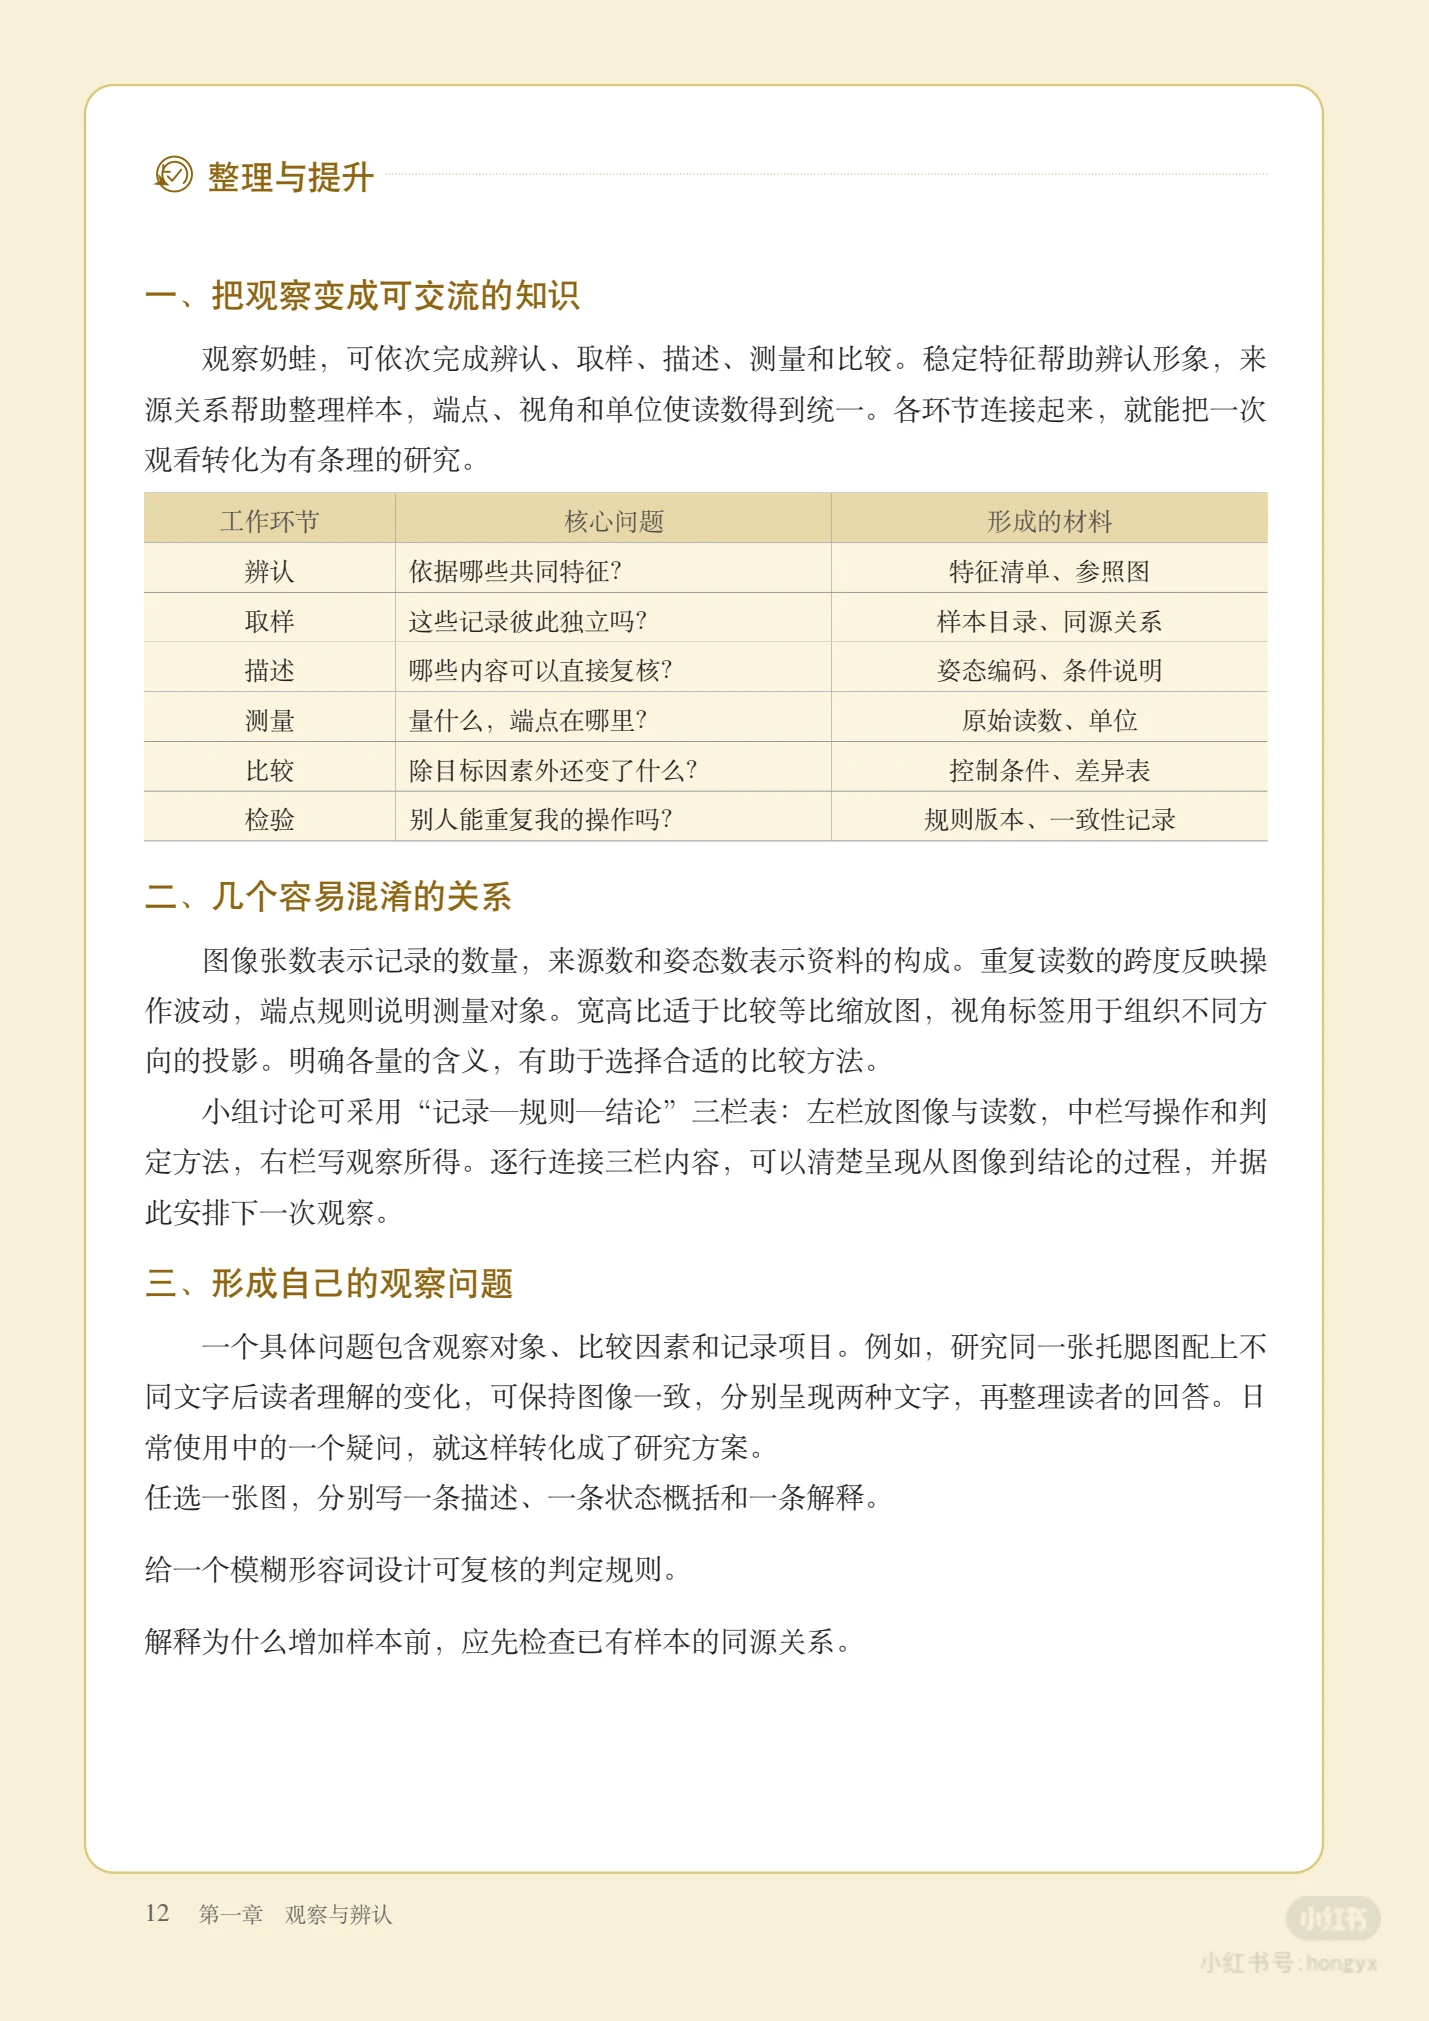 整理与提升
一、把观察变成可交流的知识
观察奶蛙，可依次完成辨认、取样、描述、测量和比较。稳定特征帮助辨认形象，来
源关系帮助整理样本，端点、视角和单位使读数得到统一。各环节连接起来，就能把一次
观看转化为有条理的研究。
工作环节 核心问题 形成的材料
辨认 依据哪些共同特征？ 特征清单、参照图
取样 这些记录彼此独立吗？ 样本目录、同源关系
描述 哪些内容可以直接复核？ 姿态编码、条件说明
测量 量什么，端点在哪里？ 原始读数、单位
比较 除目标因素外还变了什么？ 控制条件、差异表
检验 别人能重复我的操作吗？ 规则版本、一致性记录
二、几个容易混淆的关系
图像张数表示记录的数量，来源数和姿态数表示资料的构成。重复读数的跨度反映操
作波动，端点规则说明测量对象。宽高比适于比较等比缩放图，视角标签用于组织不同方
向的投影。明确各量的含义，有助于选择合适的比较方法。
小组讨论可采用“记录—规则—结论”三栏表：左栏放图像与读数，中栏写操作和判
定方法，右栏写观察所得。逐行连接三栏内容，可以清楚呈现从图像到结论的过程，并据
此安排下一次观察。
三、形成自己的观察问题
一个具体问题包含观察对象、比较因素和记录项目。例如，研究同一张托腮图配上不
同文字后读者理解的变化，可保持图像一致，分别呈现两种文字，再整理读者的回答。日
常使用中的一个疑问，就这样转化成了研究方案。
任选一张图，分别写一条描述、一条状态概括和一条解释。
给一个模糊形容词设计可复核的判定规则。
解释为什么增加样本前，应先检查已有样本的同源关系。
12 第一章 观察与辨认
小红书
小红书号:hongyx